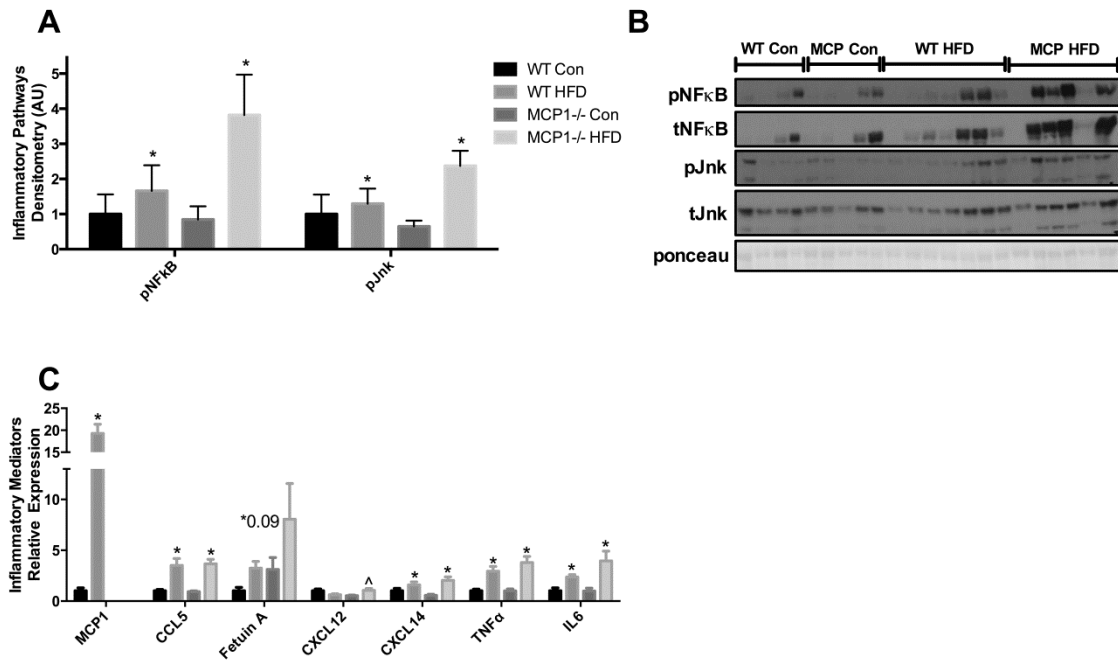 A
Inflammatory Pathways
Densitometry (AU)
5
4
3
2
1
0
*
*
*
*
pNFkB
pJnk
WT Con
WT HFD
MCP1-/- Con
MCP1-/- HFD
B
WT Con MCP Con WT HFD MCP HFD
pNFκB
tNFκB
pJnk
tJnk
ponceau
C
Inflammatory Mediators
Relative Expression
25
20
15
10
5
0
*
*
*
*0.09
^
*
*
*
*
*
*
MCP1
CCL5
Fetuin A
CXCL12
CXCL14
TNFα
IL6